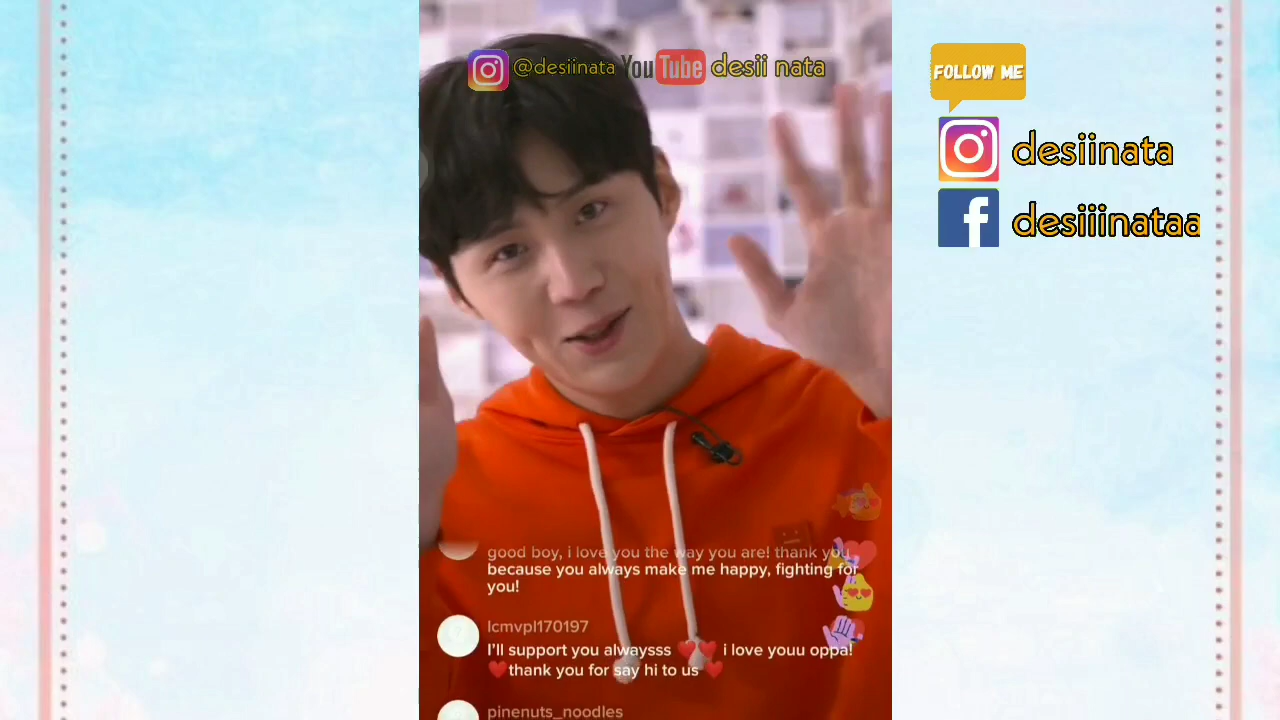 @desiinata YouTube desii nata
FOLLOW ME
desiinata
desiiinataa
good boy, i love you the way you are! thank you
because you always make me happy, fighting for
you!
lcmvpl170197
I'll support you alwaysss ❤️❤️ i love youu oppa!
❤️thank you for say hi to us ❤️
pinenuts_noodles